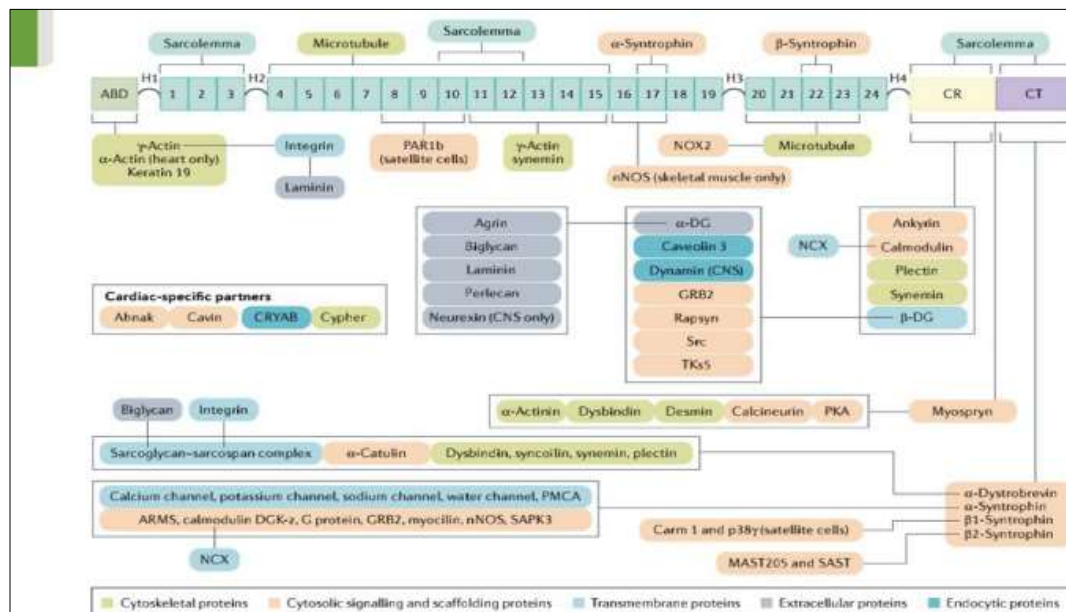 Sarcolemma
Microtubule
Sarcolemma
α-Syntrophin
β-Syntrophin
Sarcolemma
ABD H1 1 2 3 H2 4 5 6 7 8 9 10 11 12 13 14 15 16 17 18 19 H3 20 21 22 23 24 H4 CR CT
γ-Actin
α-Actin (heart only)
Keratin 19
Integrin
Laminin
PAR1b
(satellite cells)
γ-Actin
synemin
NOX2
Microtubule
nNOS (skeletal muscle only)
Agrin
Biglycan
Laminin
Perlecan
Neurexin (CNS only)
α-DG
Caveolin 3
Dynamin (CNS)
GRB2
Rapsyn
Src
TKs5
NCX
Ankyrin
Calmodulin
Plectin
Synemin
β-DG
Cardiac-specific partners
Ahnak Cavin CRYAB Cypher
α-Actinin Dysbindin Desmin Calcineurin PKA
Myospryn
Biglycan
Integrin
Sarcoglycan–sarcospan complex α-Catulin Dysbindin, syncoilin, synemin, plectin
Calcium channel, potassium channel, sodium channel, water channel, PMCA
ARMS, calmodulin DGK-z, G protein, GRB2, myocilin, nNOS, SAPK3
NCX
Carm 1 and p38γ(satellite cells)
MAST205 and SAST
α-Dystrobrevin
α-Syntrophin
β1-Syntrophin
β2-Syntrophin
Cytoskeletal proteins Cytosolic signalling and scaffolding proteins Transmembrane proteins Extracellular proteins Endocytic proteins